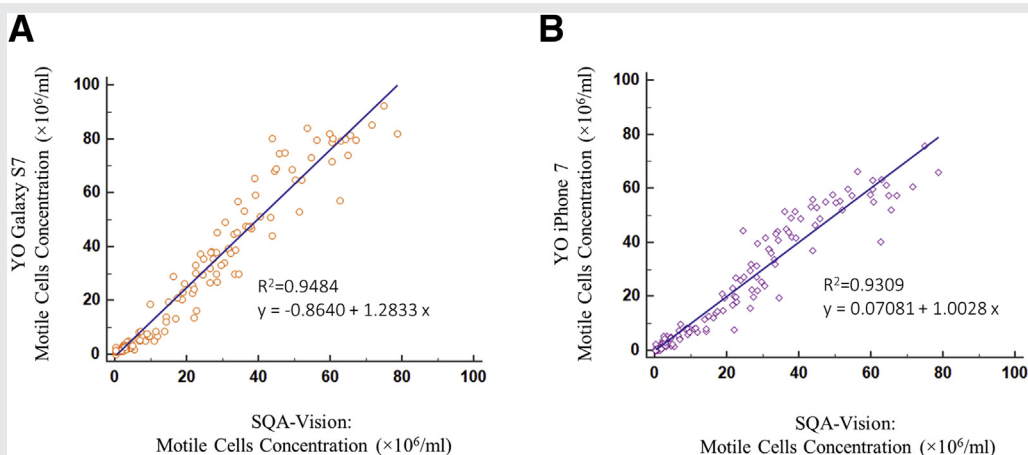 A
YO Galaxy S7
Motile Cells Concentration (×10⁶/ml)
100
80
60
40
20
0
R²=0.9484
y = -0.8640 + 1.2833 x
0 20 40 60 80 100
SQA-Vision:
Motile Cells Concentration (×10⁶/ml)
B
YO iPhone 7
Motile Cells Concentration (×10⁶/ml)
100
80
60
40
20
0
R²=0.9309
y = 0.07081 + 1.0028 x
0 20 40 60 80 100
SQA-Vision:
Motile Cells Concentration (×10⁶/ml)